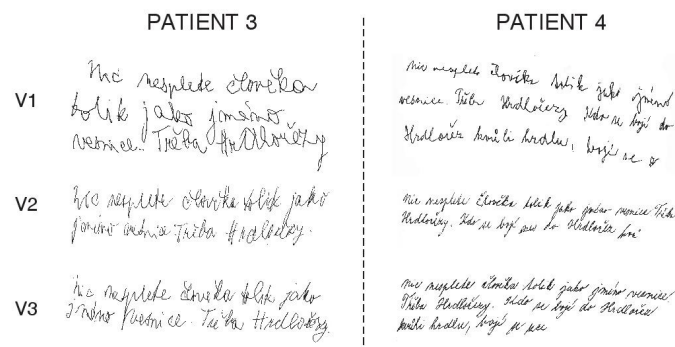 PATIENT 3
PATIENT 4
V1
Nic nesplete člověka
tolik jako jméno
vesnice. Třeba Hrdlořezy
nic nesplete člověka tolik jako jméno
vesnice. Třeba Hrdlořezy Kdo se bojí do
Hrdlořez kvůli hrdlu, bojí se o
V2
Nic nesplete člověka tolik jako
jméno vesnice Třeba Hrdlořezy.
nic nesplete člověka tolik jako jméno vesnice Třeba
Hrdlořezy. Kdo se bojí do Hrdlořez
V3
nic nesplete člověka tolik jako
jméno vesnice. Třeba Hrdlořezy.
nic nesplete člověka tolik jako jméno vesnice
Třeba Hrdlořezy. Kdo se bojí do Hrdlořez
kvůli hrdlu, bojí